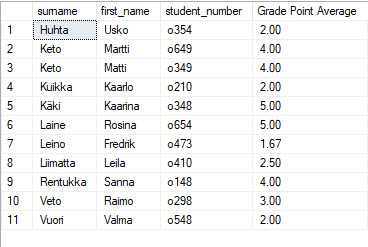 surname first_name student_number Grade Point Average
1 Huhta Usko o354 2.00
2 Keto Martti o649 4.00
3 Keto Matti o349 4.00
4 Kuikka Kaarlo o210 2.00
5 Käki Kaarina o348 5.00
6 Laine Rosina o654 5.00
7 Leino Fredrik o473 1.67
8 Liimatta Leila o410 2.50
9 Rentukka Sanna o148 4.00
10 Veto Raimo o298 3.00
11 Vuori Valma o548 2.00